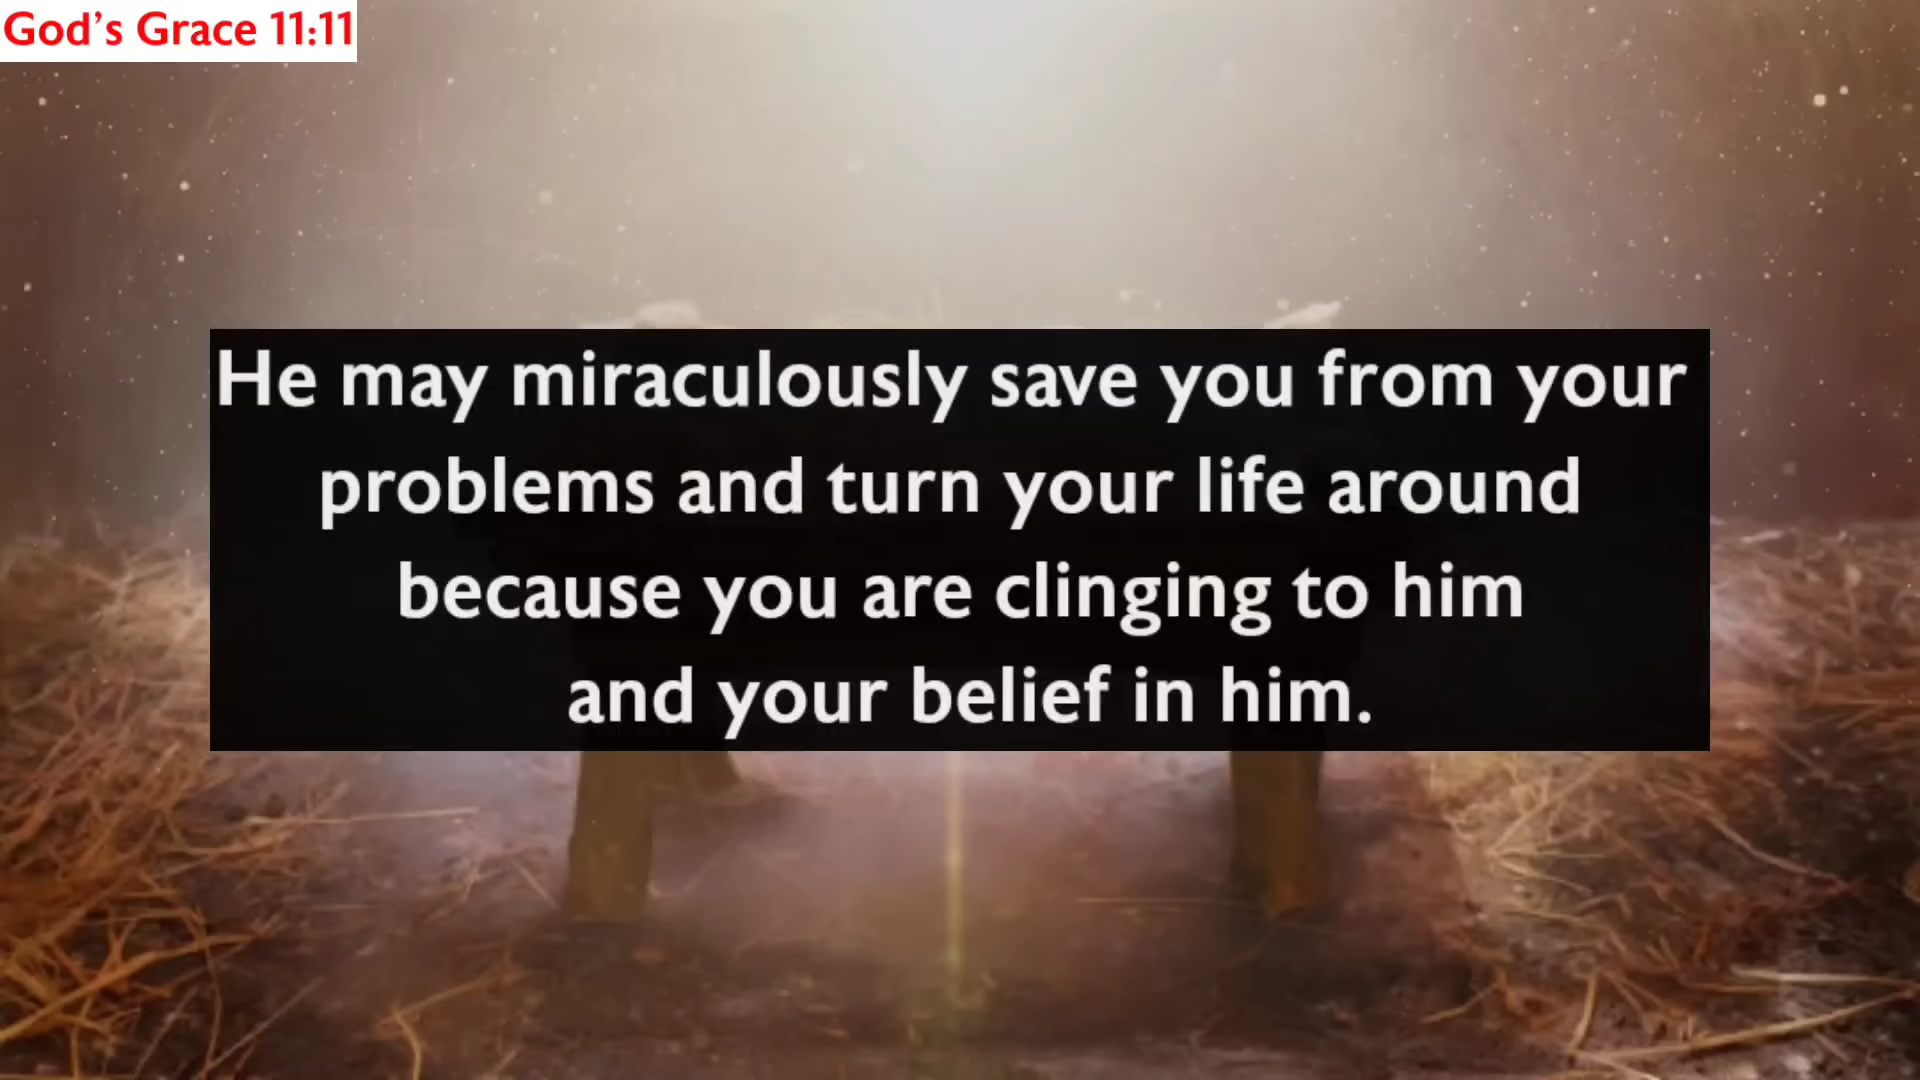 God's Grace 11:11
He may miraculously save you from your
problems and turn your life around
because you are clinging to him
and your belief in him.